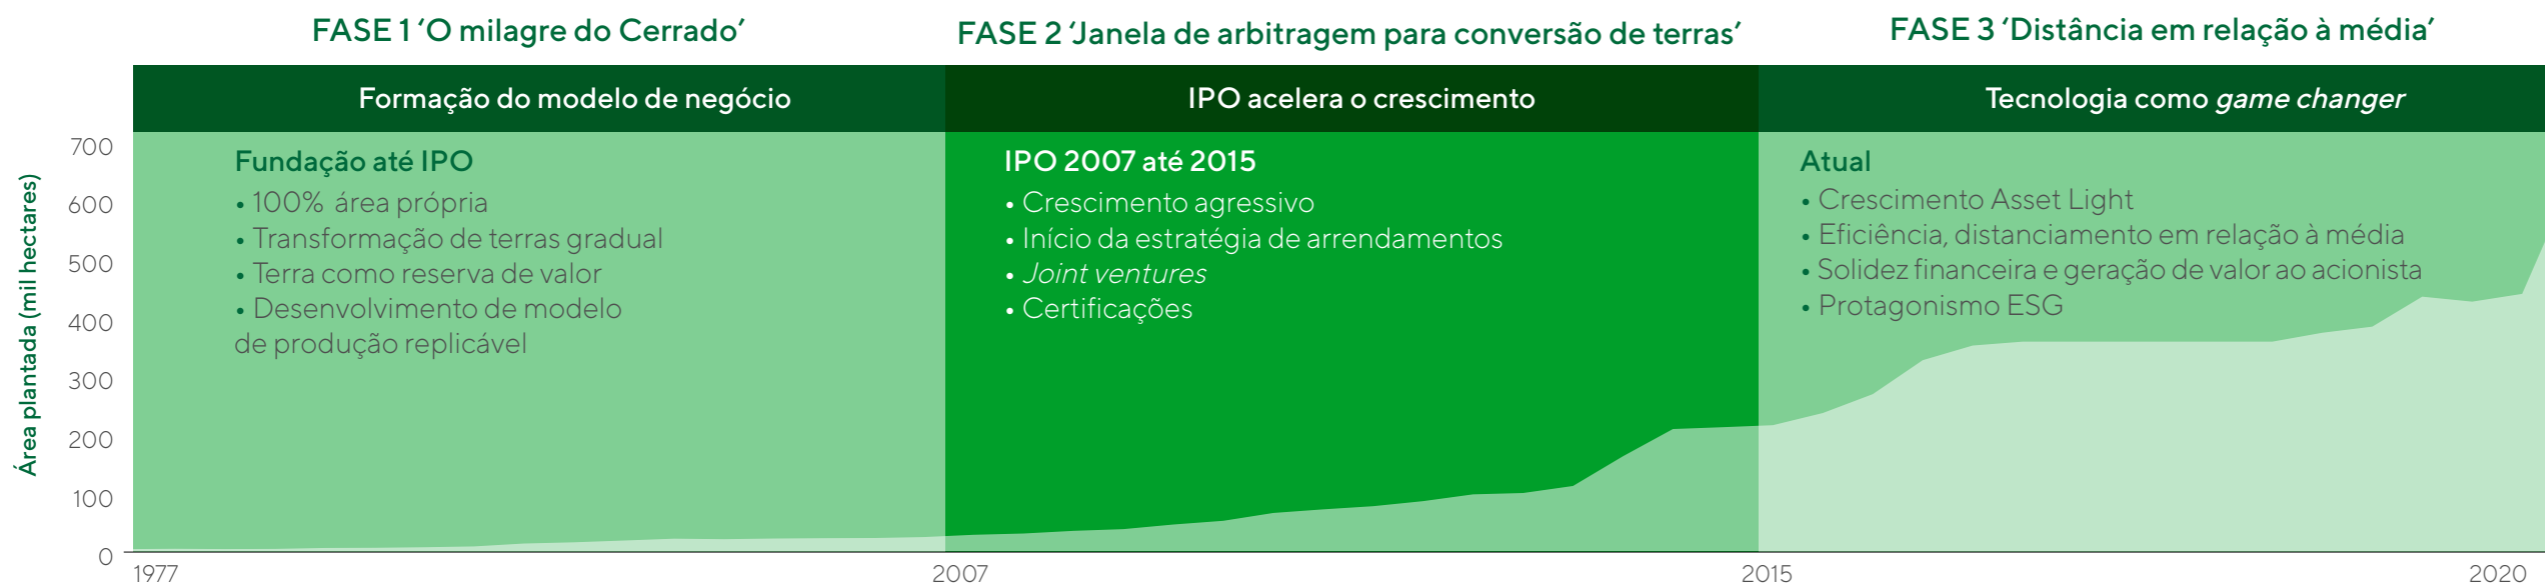 FASE 1 ‘O milagre do Cerrado’
FASE 2 ‘Janela de arbitragem para conversão de terras’
FASE 3 ‘Distância em relação à média’
Formação do modelo de negócio
IPO acelera o crescimento
Tecnologia como game changer
Área plantada (mil hectares)
700
600
500
400
300
200
100
0
Fundação até IPO
• 100% área própria
• Transformação de terras gradual
• Terra como reserva de valor
• Desenvolvimento de modelo
de produção replicável
IPO 2007 até 2015
• Crescimento agressivo
• Início da estratégia de arrendamentos
• Joint ventures
• Certificações
Atual
• Crescimento Asset Light
• Eficiência, distanciamento em relação à média
• Solidez financeira e geração de valor ao acionista
• Protagonismo ESG
1977
2007
2015
2020